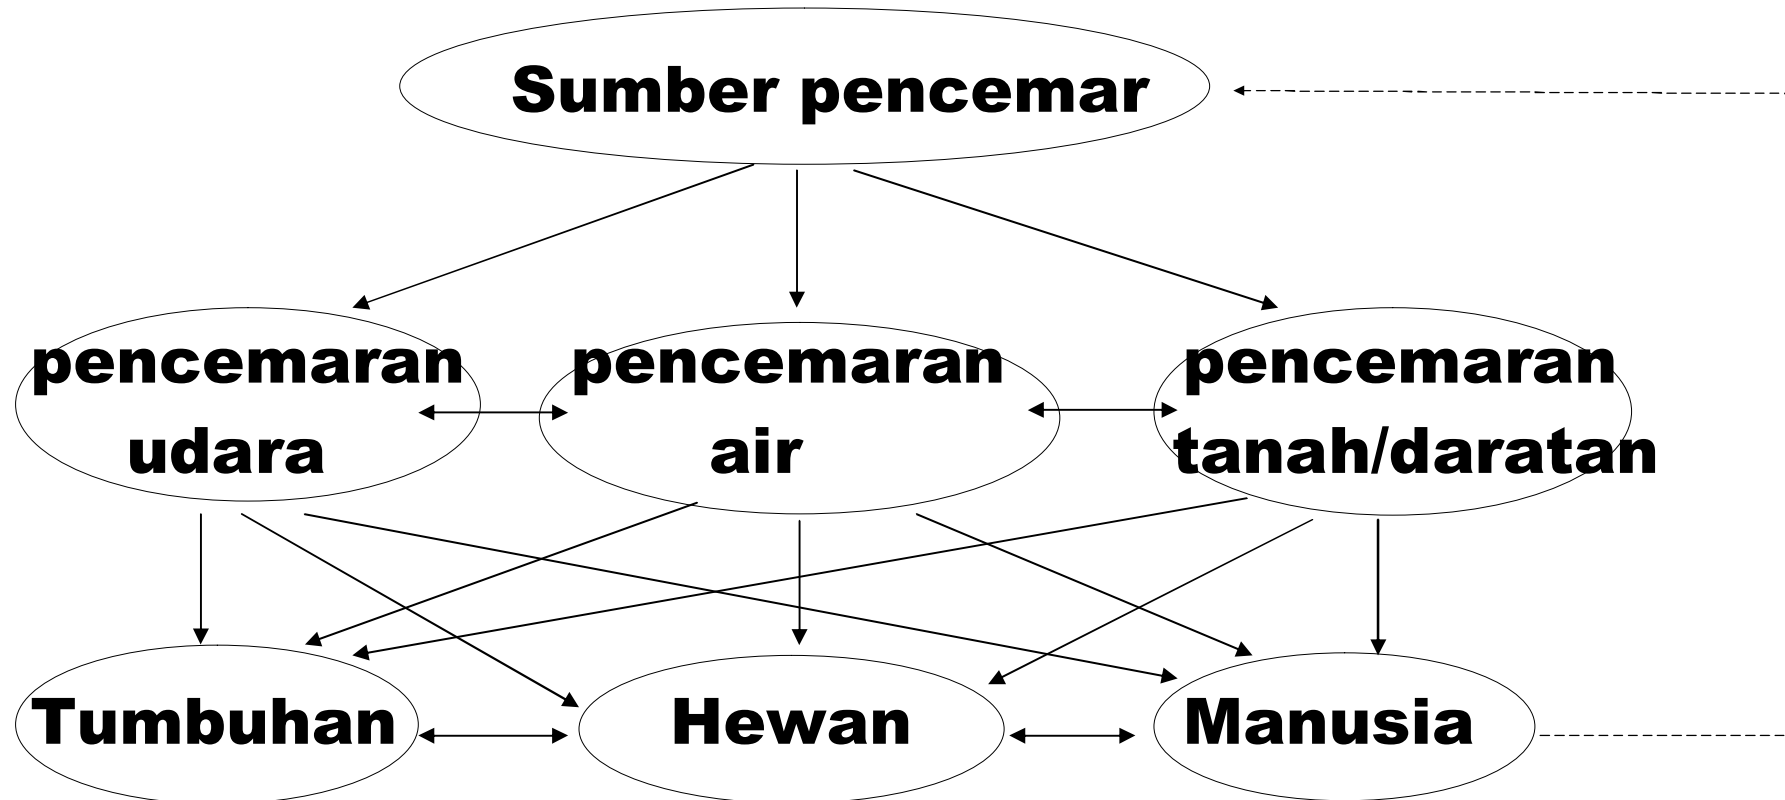 Sumber pencemar
pencemaran
udara
pencemaran
air
pencemaran
tanah/daratan
Tumbuhan
Hewan
Manusia